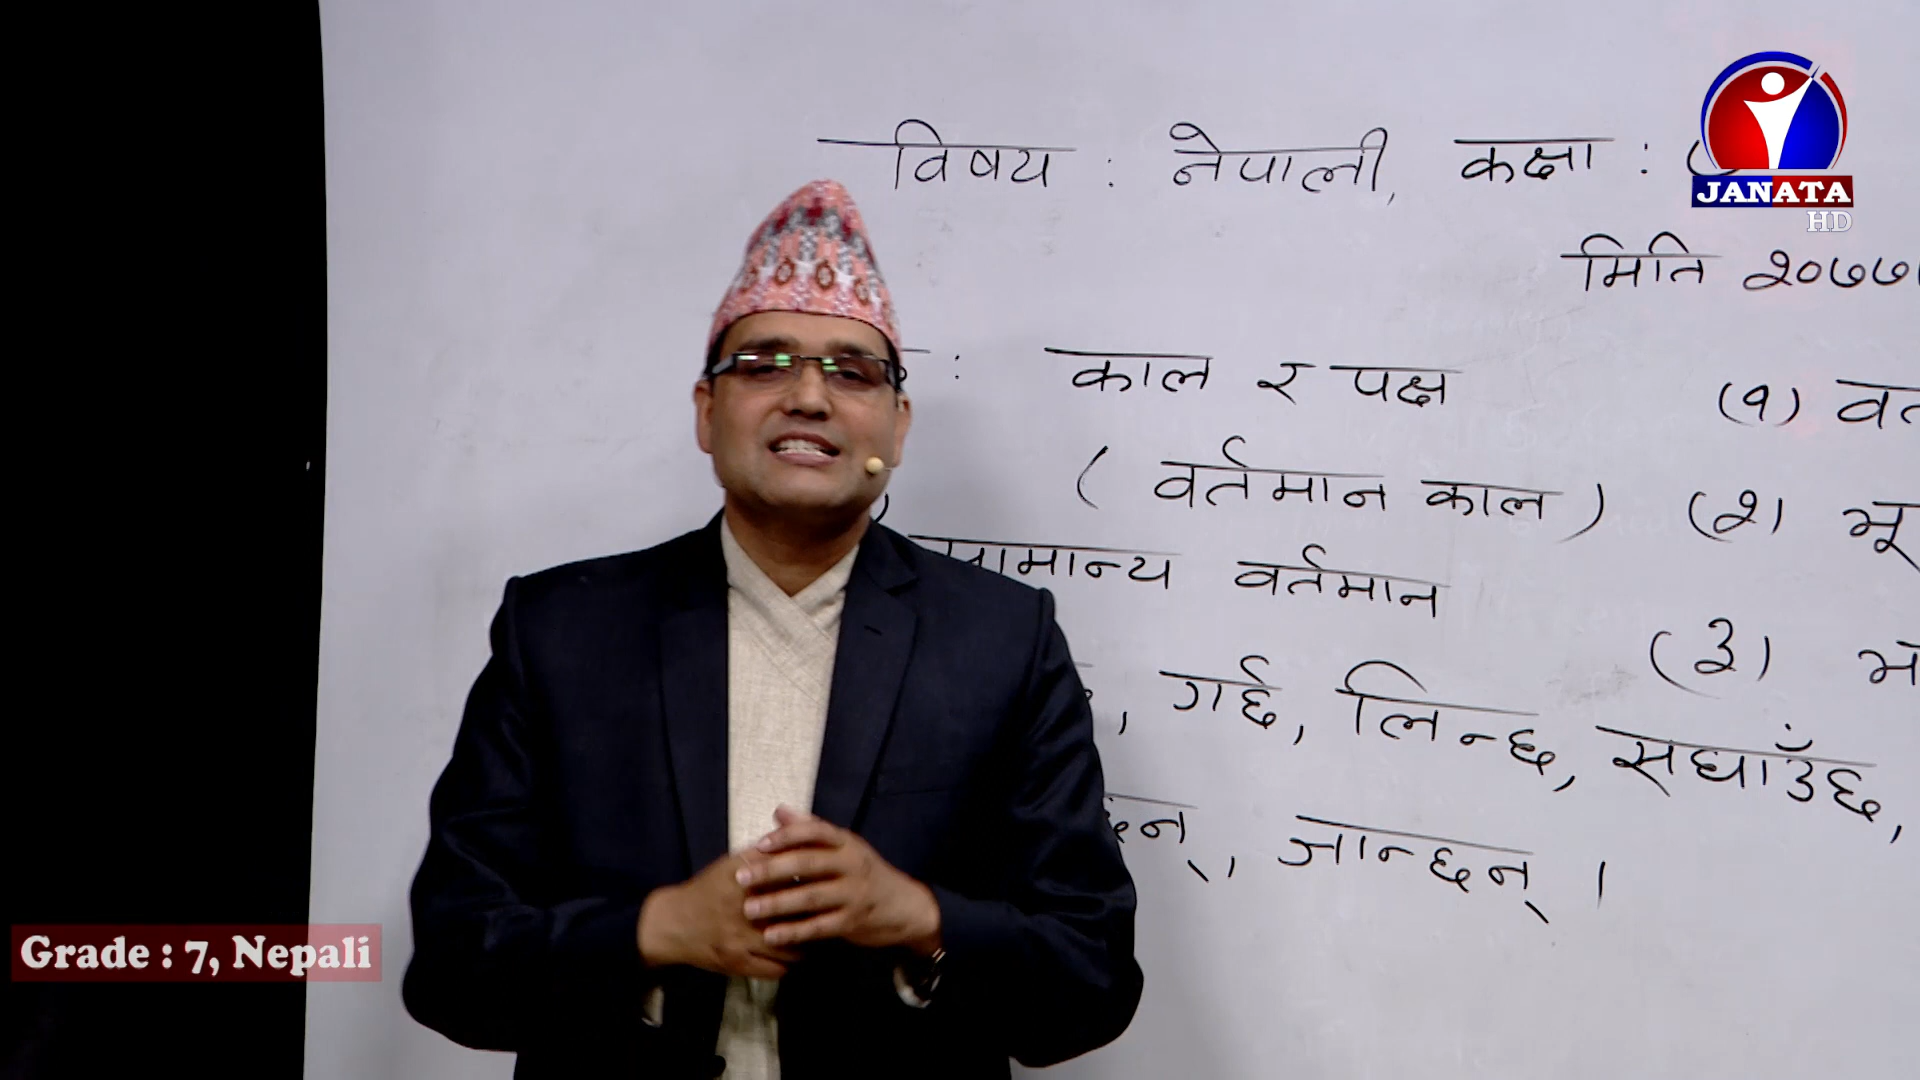 JANATA
HD
विषय : नेपाली, कक्षा :
मिति २०७७
: काल र पक्ष (१)
(वर्तमान काल) (२)
सामान्य वर्तमान
(३)
, गर्छ, लिन्छ, सघाउँछ,
जान्छन् ।
Grade : 7, Nepali